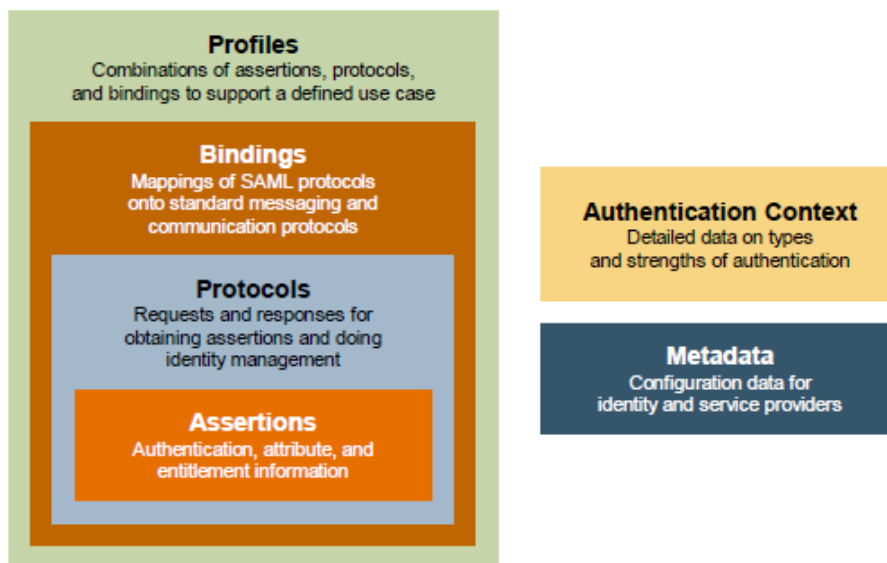 Profiles
Combinations of assertions, protocols,
and bindings to support a defined use case
Bindings
Mappings of SAML protocols
onto standard messaging and
communication protocols
Protocols
Requests and responses for
obtaining assertions and doing
identity management
Assertions
Authentication, attribute, and
entitlement information
Authentication Context
Detailed data on types
and strengths of authentication
Metadata
Configuration data for
identity and service providers